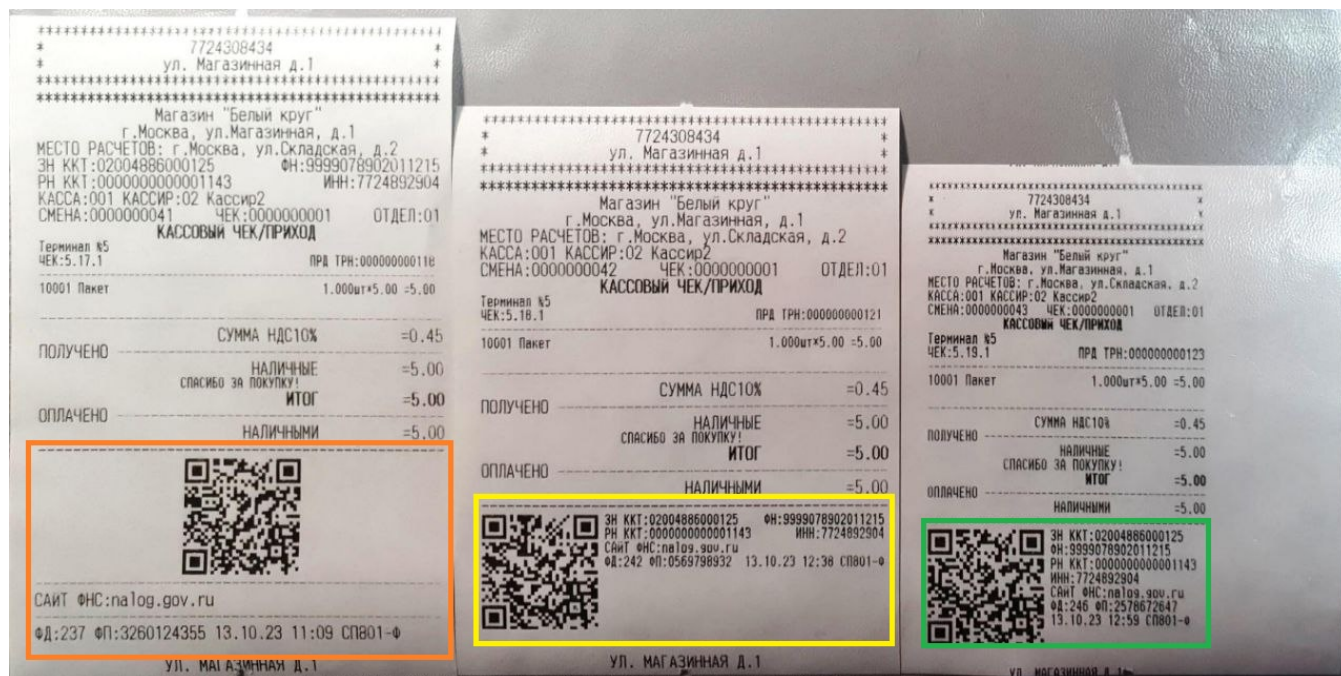 ****************************************
* 7724308434 *
* ул. Магазинная д.1 *
****************************************
****************************************
Магазин "Белый круг"
г.Москва, ул.Магазинная, д.1
МЕСТО РАСЧЕТОВ: г.Москва, ул.Складская, д.2
ЗН ККТ:02004886000125 ФН:9999078902011215
РН ККТ:0000000000001143 ИНН:7724892904
КАССА:001 КАССИР:02 Кассир2
СМЕНА:0000000041 ЧЕК:0000000001 ОТДЕЛ:01
КАССОВЫЙ ЧЕК/ПРИХОД
Терминал №5
ЧЕК:5.17.1 ПРД ТРН:000000000118
10001 Пакет 1.000шт*5.00 =5.00
СУММА НДС10% =0.45
ПОЛУЧЕНО
НАЛИЧНЫЕ =5.00
СПАСИБО ЗА ПОКУПКУ!
ИТОГ =5.00
ОПЛАЧЕНО
НАЛИЧНЫМИ =5.00
САЙТ ФНС:nalog.gov.ru
ФД:237 ФП:3260124355 13.10.23 11:09 СП801-Ф
УЛ. МАГАЗИННАЯ Д.1
****************************************
* 7724308434 *
* ул. Магазинная д.1 *
****************************************
****************************************
Магазин "Белый круг"
г.Москва, ул.Магазинная, д.1
МЕСТО РАСЧЕТОВ: г.Москва, ул.Складская, д.2
КАССА:001 КАССИР:02 Кассир2
СМЕНА:0000000042 ЧЕК:0000000001 ОТДЕЛ:01
КАССОВЫЙ ЧЕК/ПРИХОД
Терминал №5
ЧЕК:5.18.1 ПРД ТРН:000000000121
10001 Пакет 1.000шт*5.00 =5.00
СУММА НДС10% =0.45
ПОЛУЧЕНО
НАЛИЧНЫЕ =5.00
СПАСИБО ЗА ПОКУПКУ!
ИТОГ =5.00
ОПЛАЧЕНО
НАЛИЧНЫМИ =5.00
ЗН ККТ:02004886000125 ФН:9999078902011215
РН ККТ:0000000000001143 ИНН:7724892904
САЙТ ФНС:nalog.gov.ru
ФД:242 ФП:0569798932 13.10.23 12:38 СП801-Ф
УЛ. МАГАЗИННАЯ Д.1
********************************
* 7724308434 *
* ул. Магазинная д.1 *
********************************
********************************
Магазин "Белый круг"
г.Москва, ул.Магазинная, д.1
МЕСТО РАСЧЕТОВ: г.Москва, ул.Складская, д.2
КАССА:001 КАССИР:02 Кассир2
СМЕНА:0000000043 ЧЕК:0000000001 ОТДЕЛ:01
КАССОВЫЙ ЧЕК/ПРИХОД
Терминал №5
ЧЕК:5.19.1 ПРД ТРН:000000000123
10001 Пакет 1.000шт*5.00 =5.00
СУММА НДС10% =0.45
ПОЛУЧЕНО
НАЛИЧНЫЕ =5.00
СПАСИБО ЗА ПОКУПКУ!
ИТОГ =5.00
ОПЛАЧЕНО
НАЛИЧНЫМИ =5.00
ЗН ККТ:02004886000125
ФН:9999078902011215
РН ККТ:0000000000001143
ИНН:7724892904
САЙТ ФНС:nalog.gov.ru
ФД:246 ФП:2578672647
13.10.23 12:59 СП801-Ф